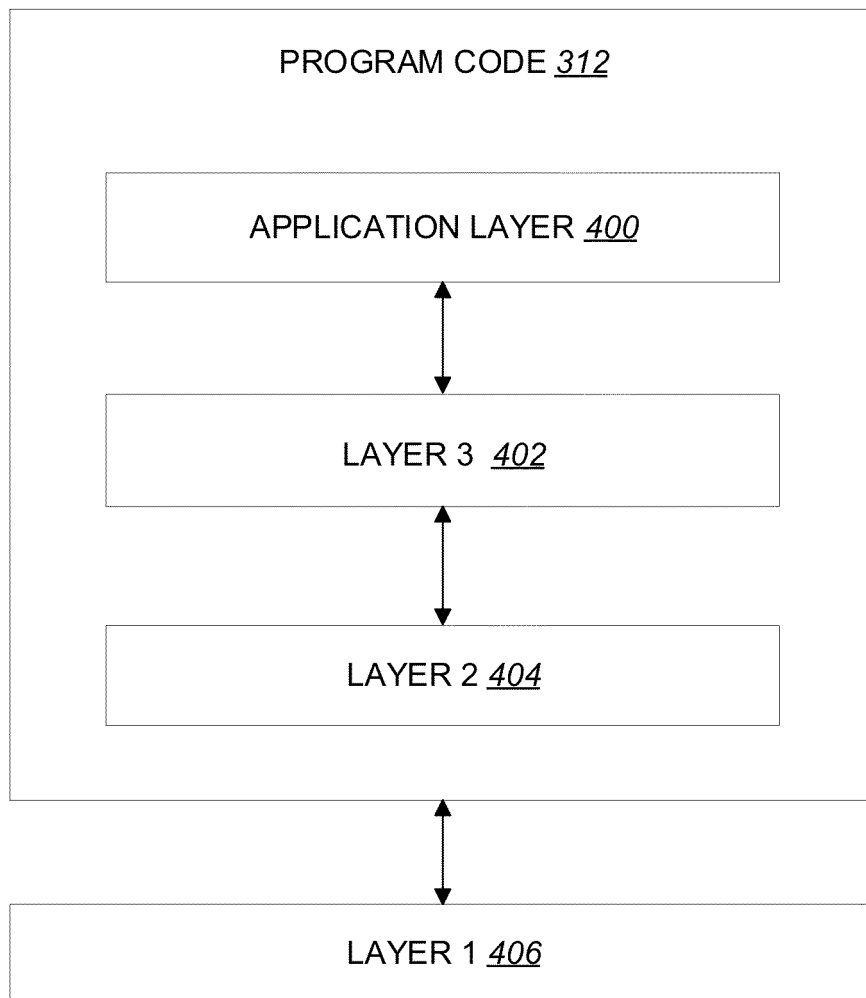 PROGRAM CODE 312
APPLICATION LAYER 400
LAYER 3 402
LAYER 2 404
LAYER 1 406